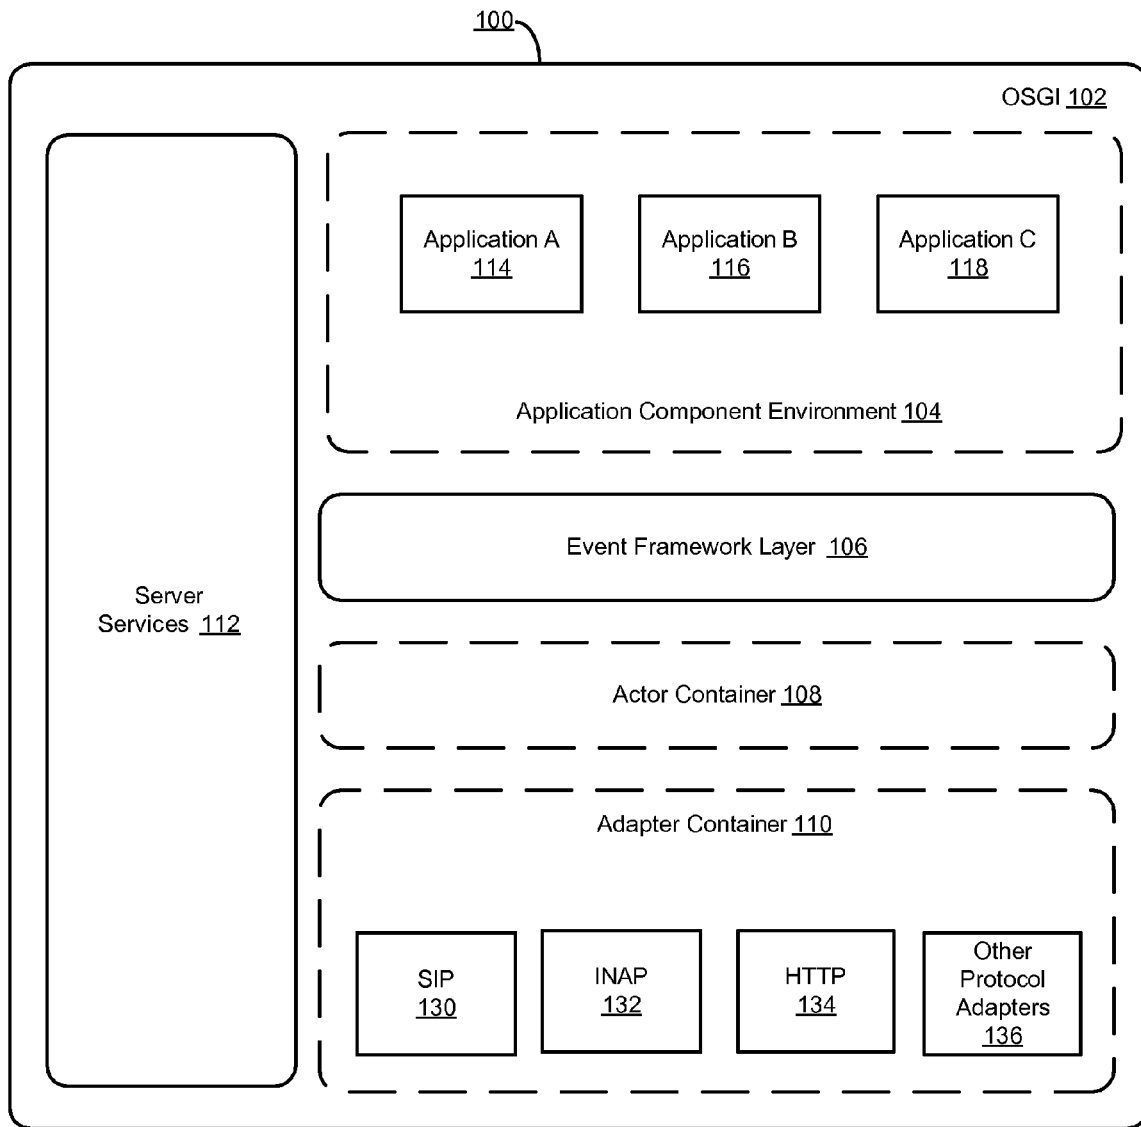 100
OSGI 102
Application A
114
Application B
116
Application C
118
Application Component Environment 104
Event Framework Layer 106
Server
Services 112
Actor Container 108
Adapter Container 110
SIP
130
INAP
132
HTTP
134
Other
Protocol
Adapters
136